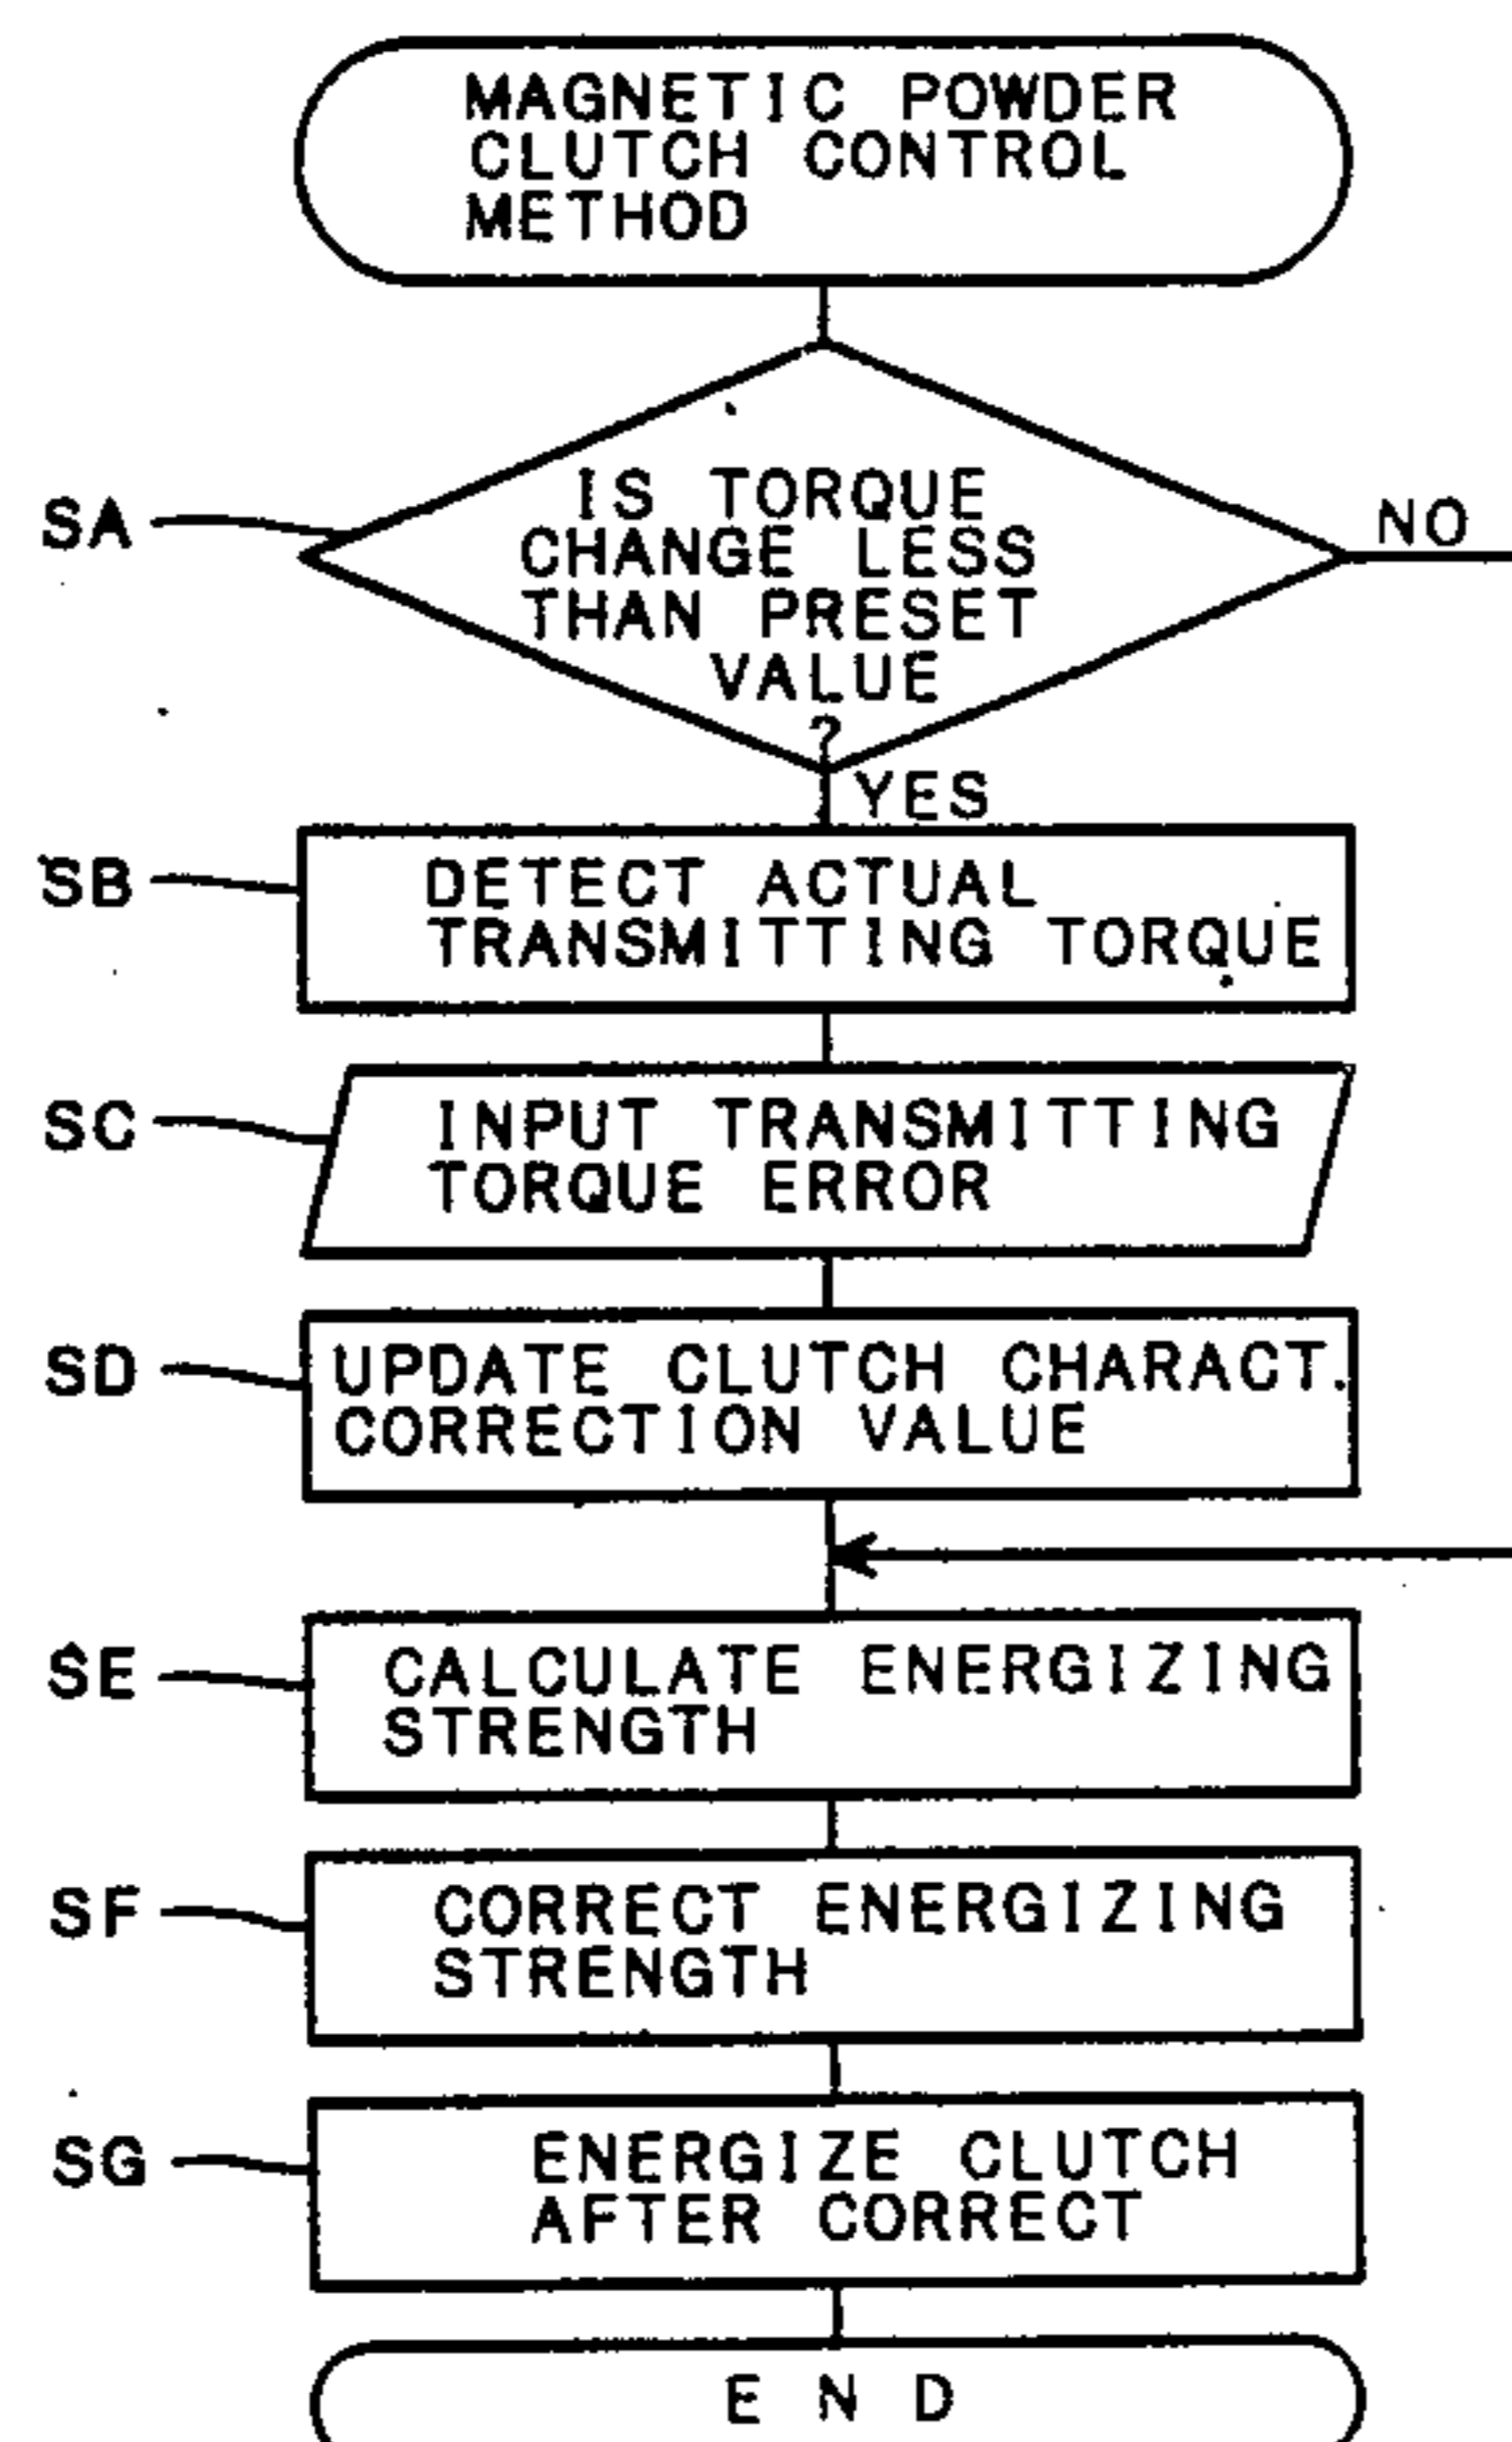 MAGNETIC POWDER
CLUTCH CONTROL
METHOD
SA
IS TORQUE
CHANGE LESS
THAN PRESET
VALUE
?
NO
YES
SB
DETECT ACTUAL
TRANSMITTING TORQUE
SC
INPUT TRANSMITTING
TORQUE ERROR
SD
UPDATE CLUTCH CHARACT.
CORRECTION VALUE
SE
CALCULATE ENERGIZING
STRENGTH
SF
CORRECT ENERGIZING
STRENGTH
SG
ENERGIZE CLUTCH
AFTER CORRECT
END